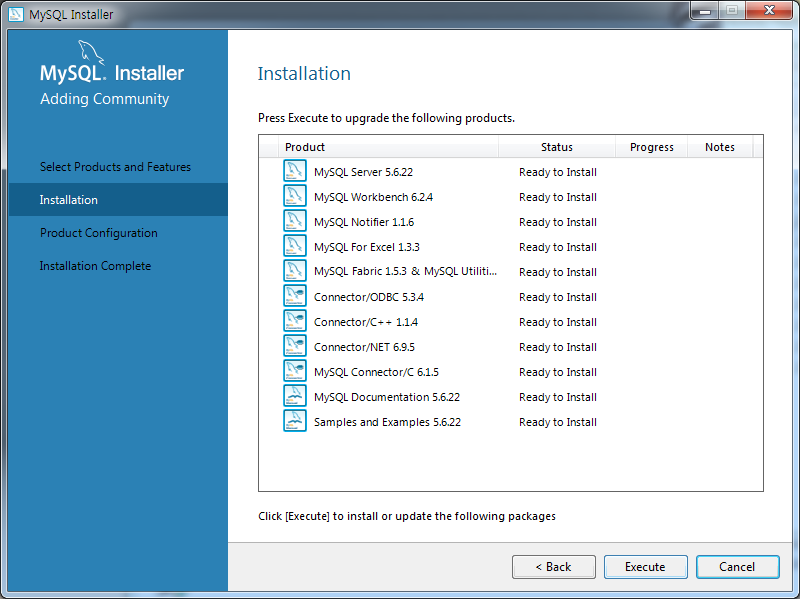 MySQL Installer
MySQL. Installer
Adding Community
Select Products and Features
Installation
Product Configuration
Installation Complete
Installation
Press Execute to upgrade the following products.
Product Status Progress Notes
MySQL Server 5.6.22 Ready to Install
MySQL Workbench 6.2.4 Ready to Install
MySQL Notifier 1.1.6 Ready to Install
MySQL For Excel 1.3.3 Ready to Install
MySQL Fabric 1.5.3 & MySQL Utiliti... Ready to Install
Connector/ODBC 5.3.4 Ready to Install
Connector/C++ 1.1.4 Ready to Install
Connector/NET 6.9.5 Ready to Install
MySQL Connector/C 6.1.5 Ready to Install
MySQL Documentation 5.6.22 Ready to Install
Samples and Examples 5.6.22 Ready to Install
Click [Execute] to install or update the following packages
< Back Execute Cancel